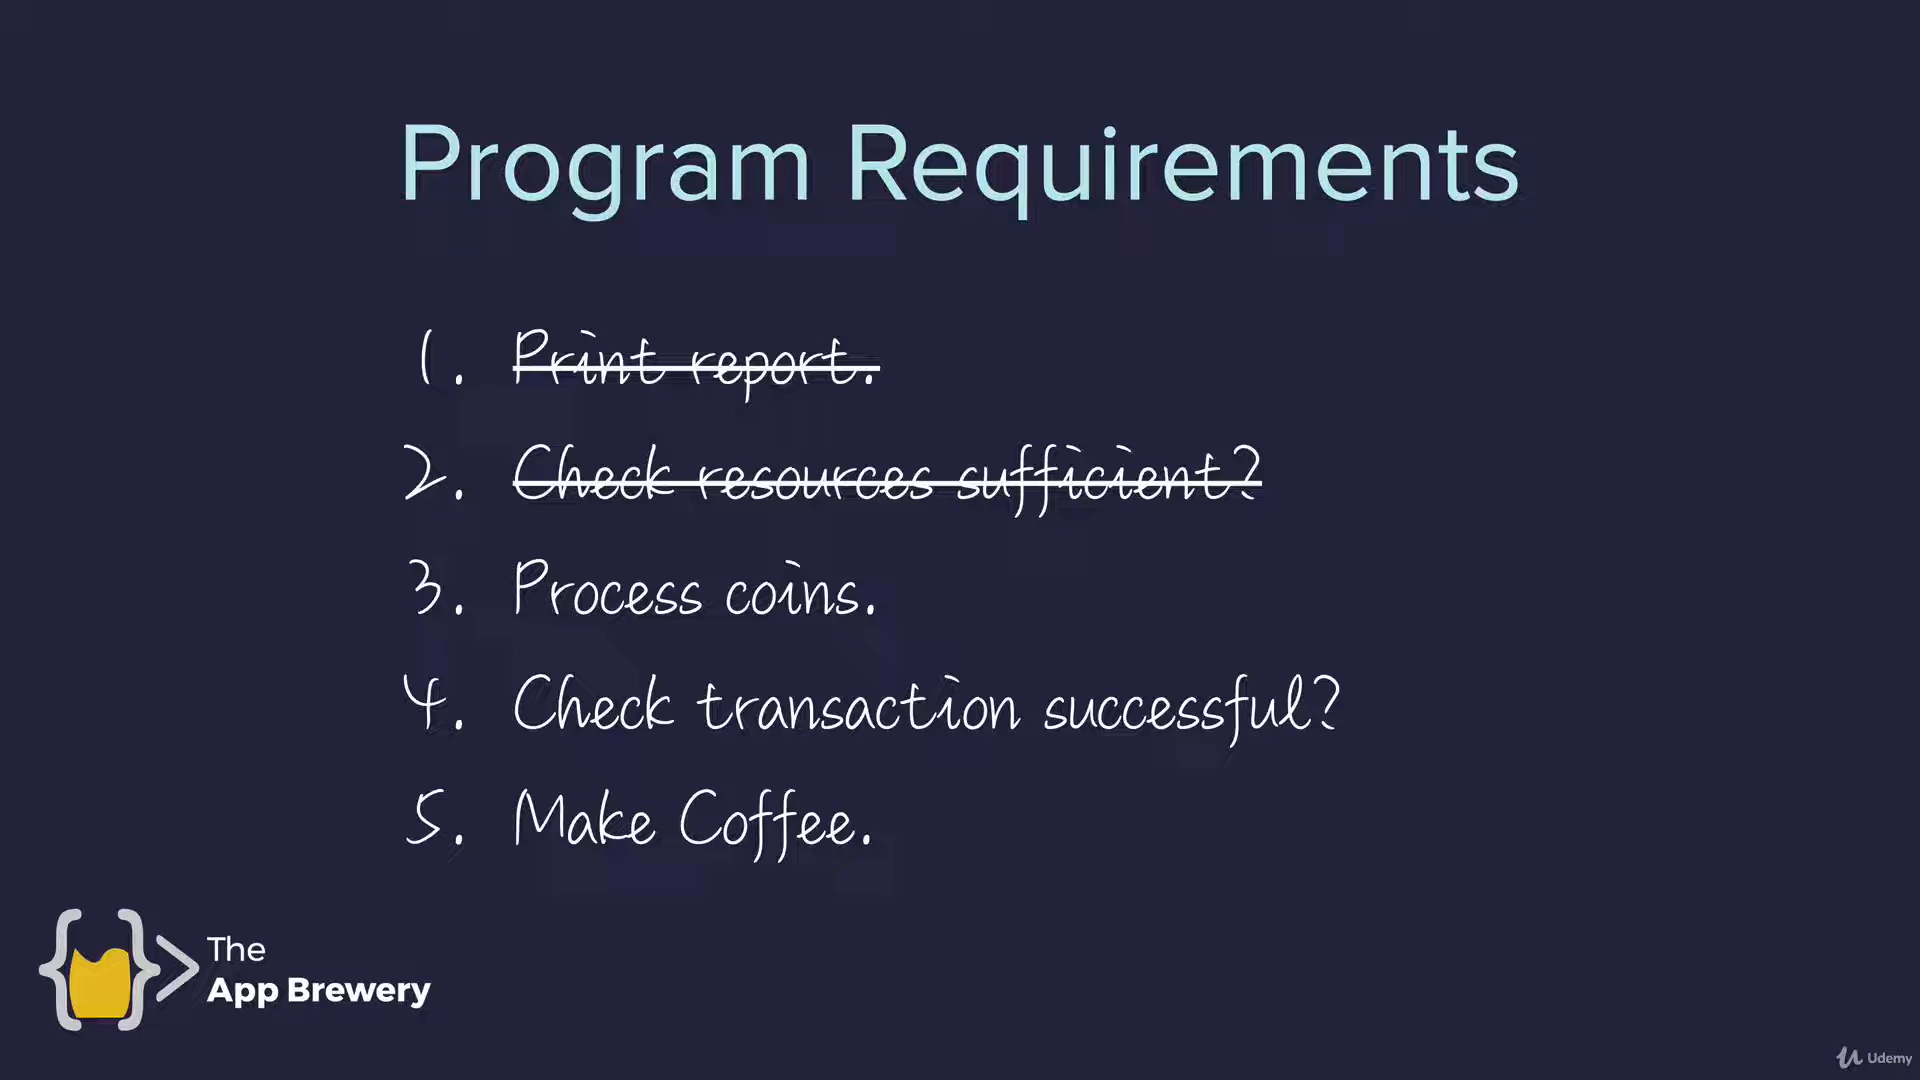 Program Requirements
1. Print report.
2. Check resources sufficient?
3. Process coins.
4. Check transaction successful?
5. Make Coffee.
The
App Brewery
Udemy